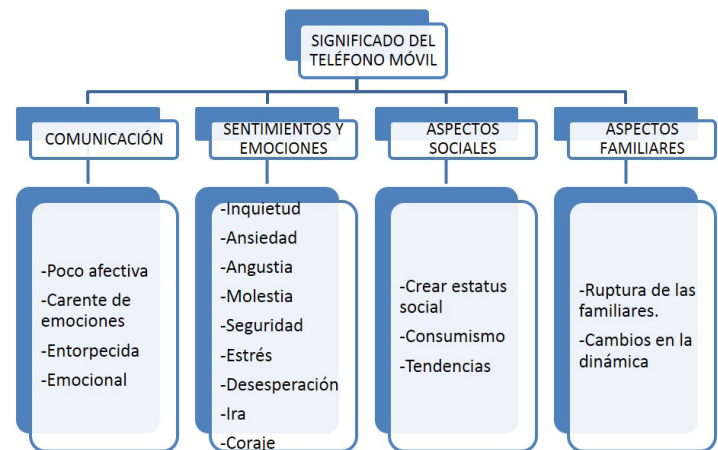 SIGNIFICADO DEL
TELÉFONO MÓVIL
COMUNICACIÓN
SENTIMIENTOS Y
EMOCIONES
ASPECTOS
SOCIALES
ASPECTOS
FAMILIARES
-Poco afectiva
-Carente de
emociones
-Entorpecida
-Emocional
-Inquietud
-Ansiedad
-Angustia
-Molestia
-Seguridad
-Estrés
-Desesperación
-Ira
-Coraje
-Crear estatus
social
-Consumismo
-Tendencias
-Ruptura de las
familiares.
-Cambios en la
dinámica